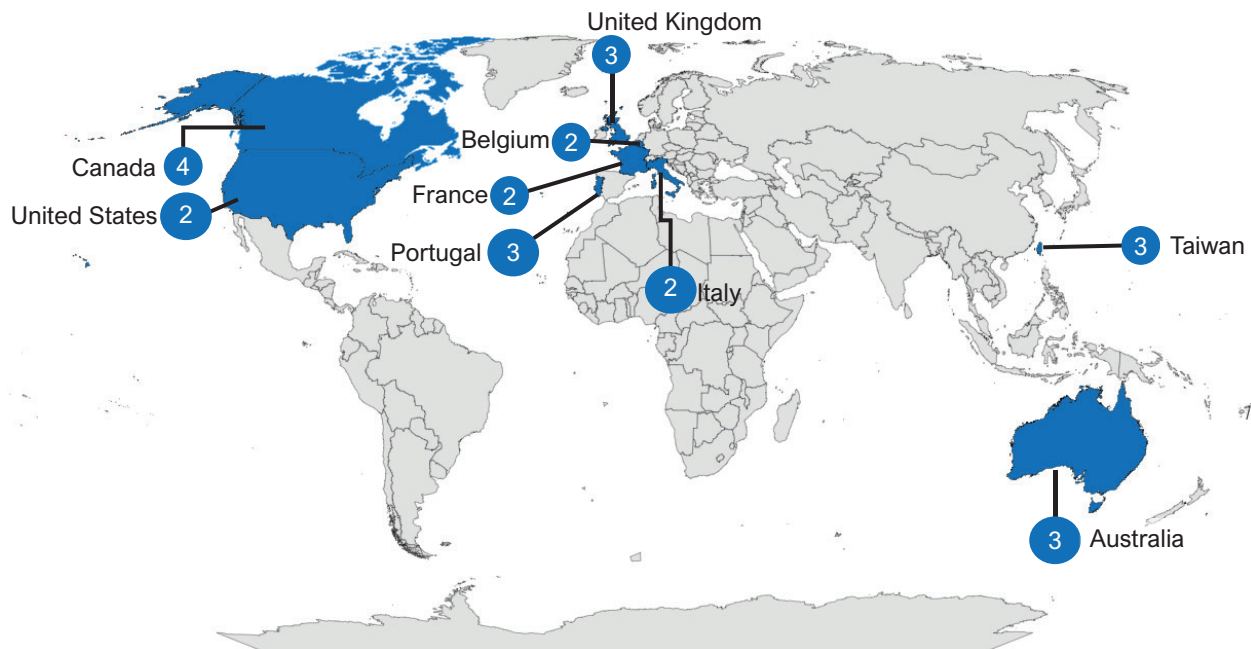 United Kingdom
3
Belgium 2
Canada 4
France 2
United States 2
Portugal 3
3 Taiwan
2 Italy
3 Australia